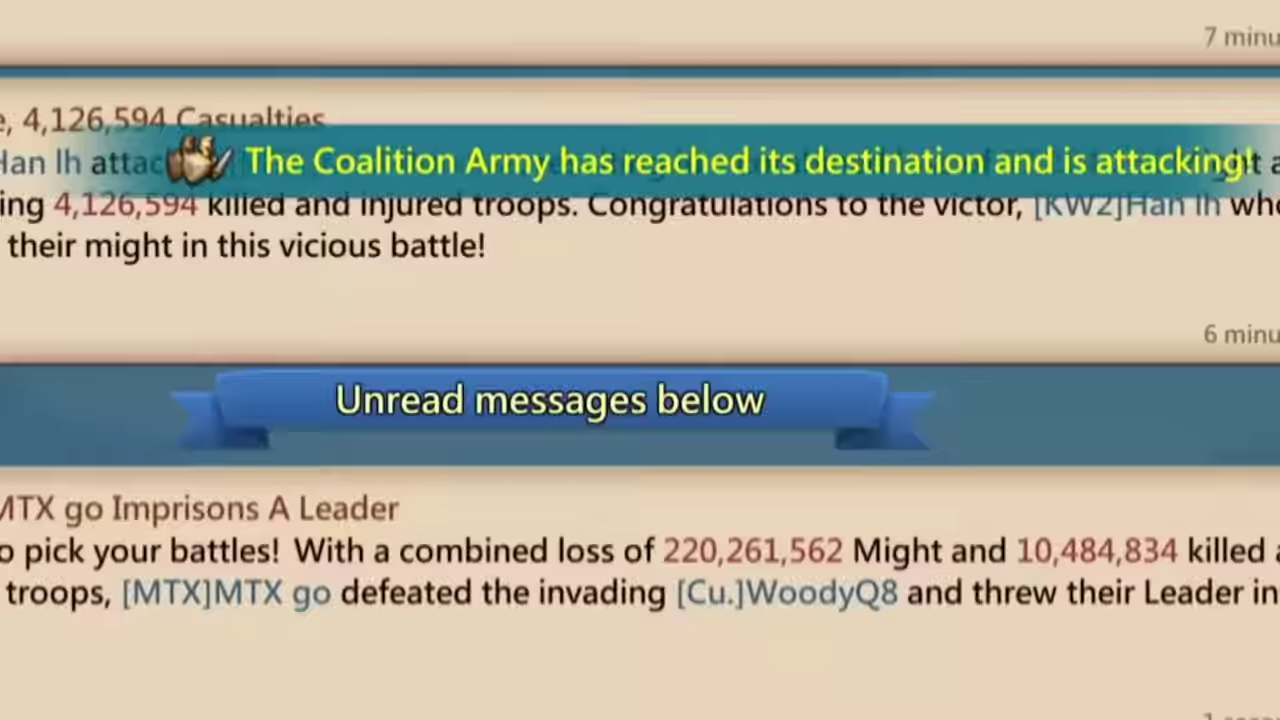 7 minu
e, 4,126,594 Casualties
Han Ih attac
The Coalition Army has reached its destination and is attacking!
ing 4,126,594 killed and injured troops. Congratulations to the victor, [KW2]Han Ih who
their might in this vicious battle!
6 minu
Unread messages below
MTX go Imprisons A Leader
o pick your battles! With a combined loss of 220,261,562 Might and 10,484,834 killed a
troops, [MTX]MTX go defeated the invading [Cu.]WoodyQ8 and threw their Leader in